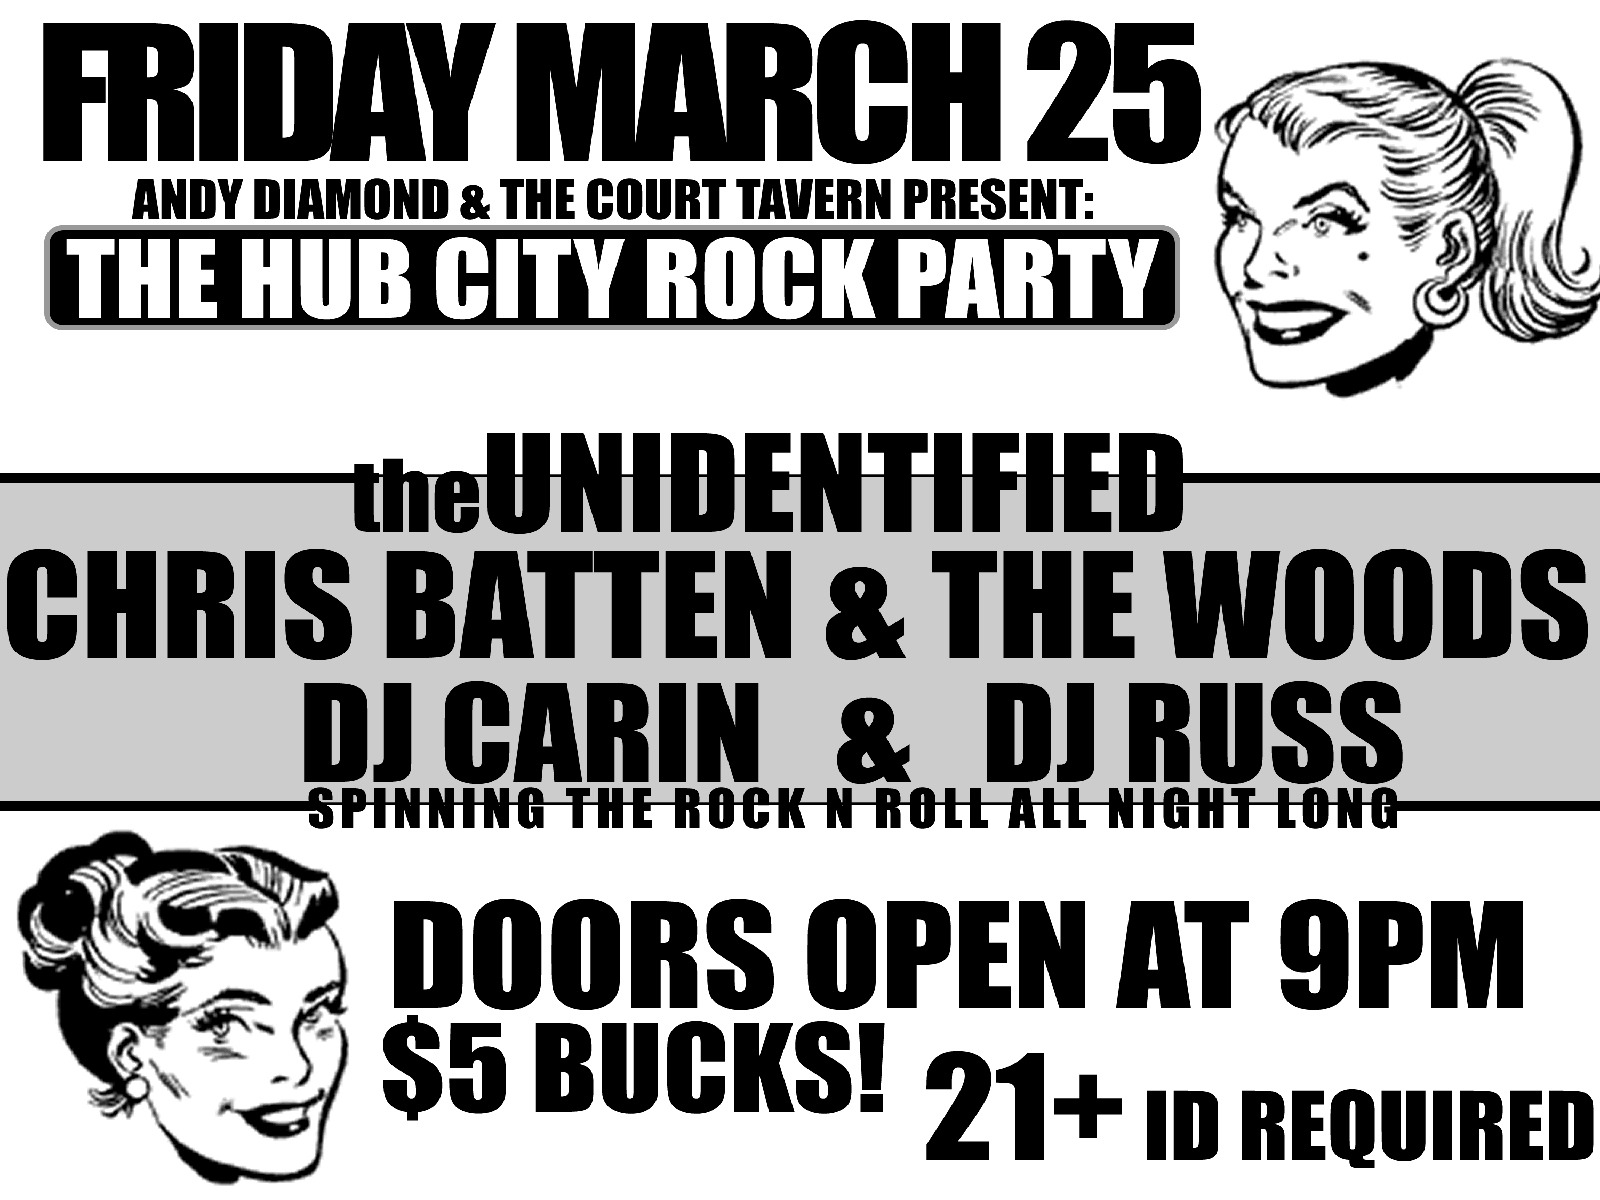 FRIDAY MARCH 25
ANDY DIAMOND & THE COURT TAVERN PRESENT:
THE HUB CITY ROCK PARTY
theUNIDENTIFIED
CHRIS BATTEN & THE WOODS
DJ CARIN & DJ RUSS
SPINNING THE ROCK N ROLL ALL NIGHT LONG
DOORS OPEN AT 9PM
$5 BUCKS!
21+ ID REQUIRED